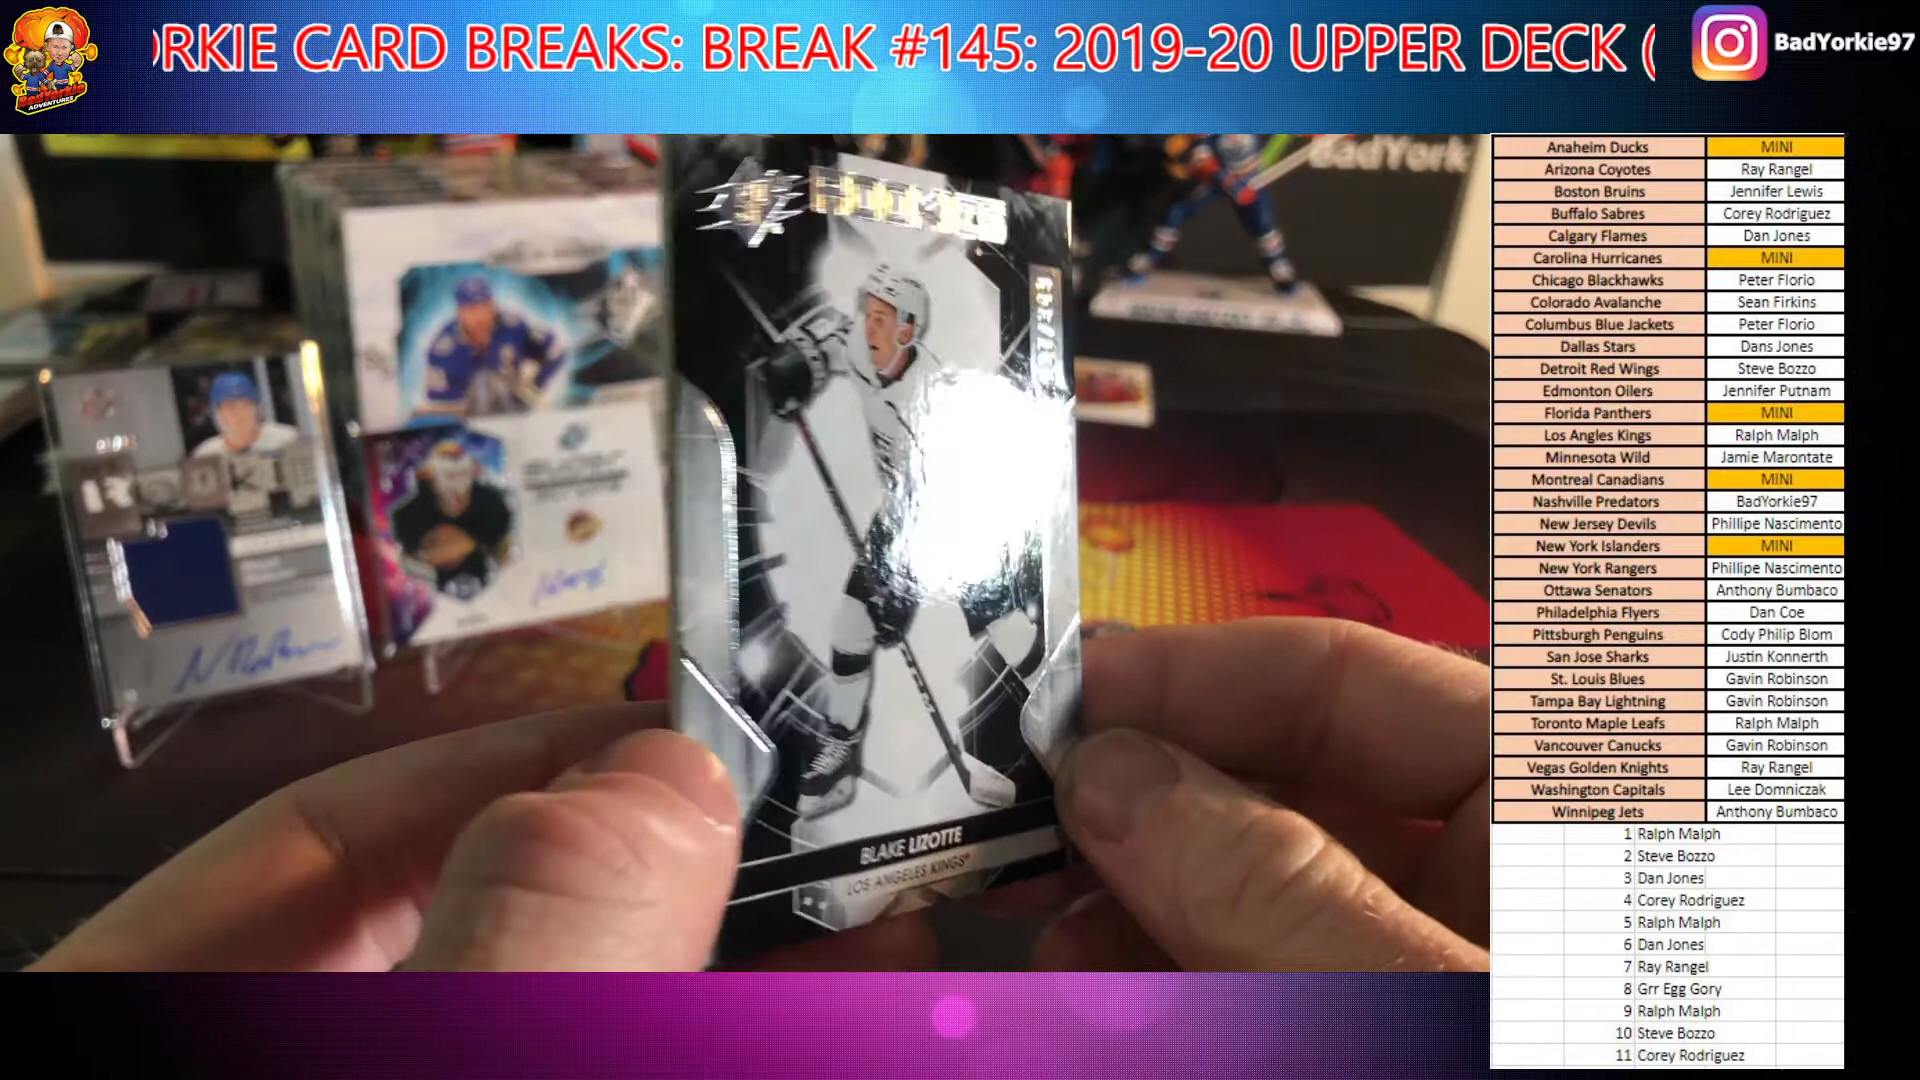 ORKIE CARD BREAKS: BREAK #145: 2019-20 UPPER DECK (
BadYorkie97
BadYorkie
ADVENTURES
BadYork
BLAKE LIZOTTE
LOS ANGELES KINGS
Anaheim Ducks MINI
Arizona Coyotes Ray Rangel
Boston Bruins Jennifer Lewis
Buffalo Sabres Corey Rodriguez
Calgary Flames Dan Jones
Carolina Hurricanes MINI
Chicago Blackhawks Peter Florio
Colorado Avalanche Sean Firkins
Columbus Blue Jackets Peter Florio
Dallas Stars Dans Jones
Detroit Red Wings Steve Bozzo
Edmonton Oilers Jennifer Putnam
Florida Panthers MINI
Los Angles Kings Ralph Malph
Minnesota Wild Jamie Marontate
Montreal Canadians MINI
Nashville Predators BadYorkie97
New Jersey Devils Phillipe Nascimento
New York Islanders MINI
New York Rangers Phillipe Nascimento
Ottawa Senators Anthony Bumbaco
Philadelphia Flyers Dan Coe
Pittsburgh Penguins Cody Philip Blom
San Jose Sharks Justin Konnerth
St. Louis Blues Gavin Robinson
Tampa Bay Lightning Gavin Robinson
Toronto Maple Leafs Ralph Malph
Vancouver Canucks Gavin Robinson
Vegas Golden Knights Ray Rangel
Washington Capitals Lee Domniczak
Winnipeg Jets Anthony Bumbaco
1 Ralph Malph
2 Steve Bozzo
3 Dan Jones
4 Corey Rodriguez
5 Ralph Malph
6 Dan Jones
7 Ray Rangel
8 Grr Egg Gory
9 Ralph Malph
10 Steve Bozzo
11 Corey Rodriguez